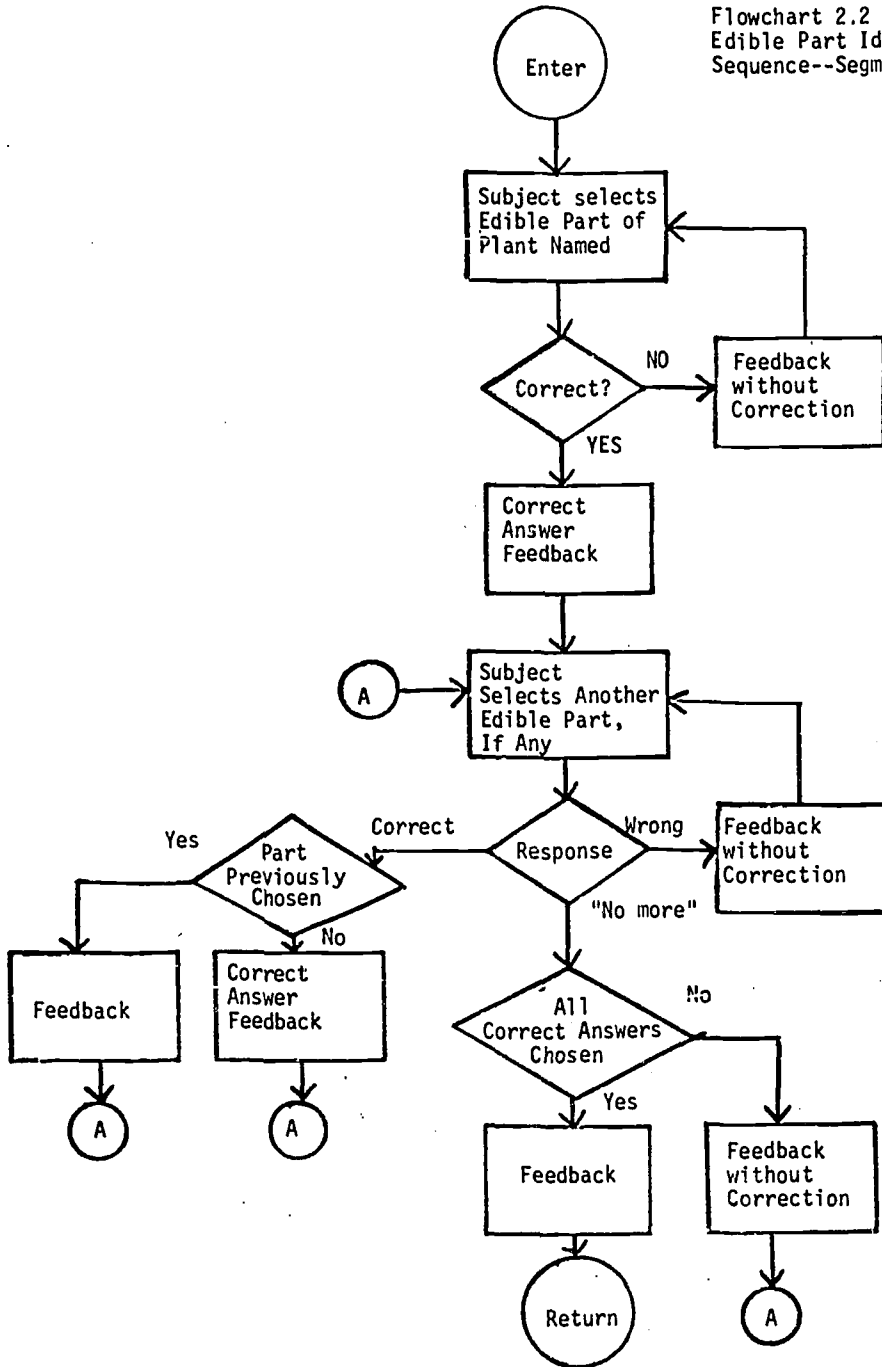 Flowchart 2.2
Edible Part Id
Sequence--Segm
Enter
Subject selects
Edible Part of
Plant Named
Correct?
NO
Feedback
without
Correction
YES
Correct
Answer
Feedback
A
Subject
Selects Another
Edible Part,
If Any
Response
Correct
Wrong
Feedback
without
Correction
Yes
Part
Previously
Chosen
No
"No more"
Feedback
Correct
Answer
Feedback
All
Correct Answers
Chosen
No
A
A
Yes
Feedback
Feedback
without
Correction
Return
A